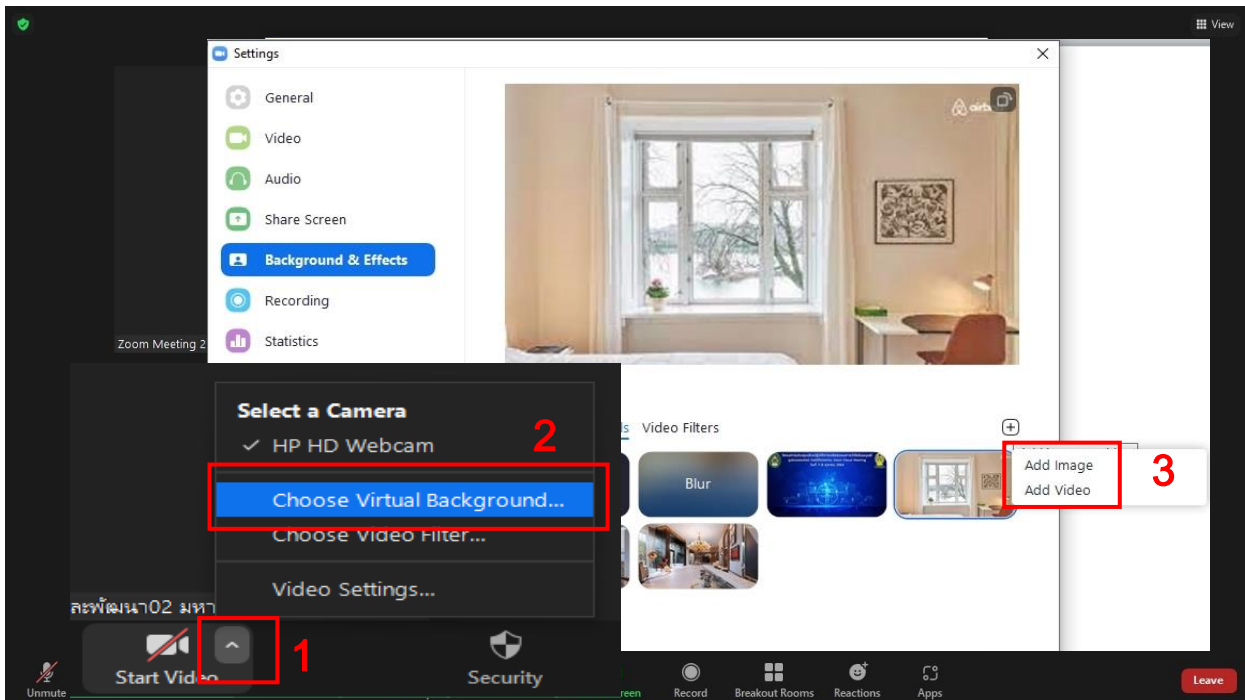 View
Settings
General
Video
Audio
Share Screen
Background & Effects
Recording
Statistics
Zoom Meeting 2
Select a Camera
HP HD Webcam
2
Choose Virtual Background...
Choose Video Filter...
Video Settings...
Video Filters
Blur
Add Image
Add Video
3
ละพัฒนา02 มหา
1
Start Video
Security
Unmute
reen
Record
Breakout Rooms
Reactions
Apps
Leave